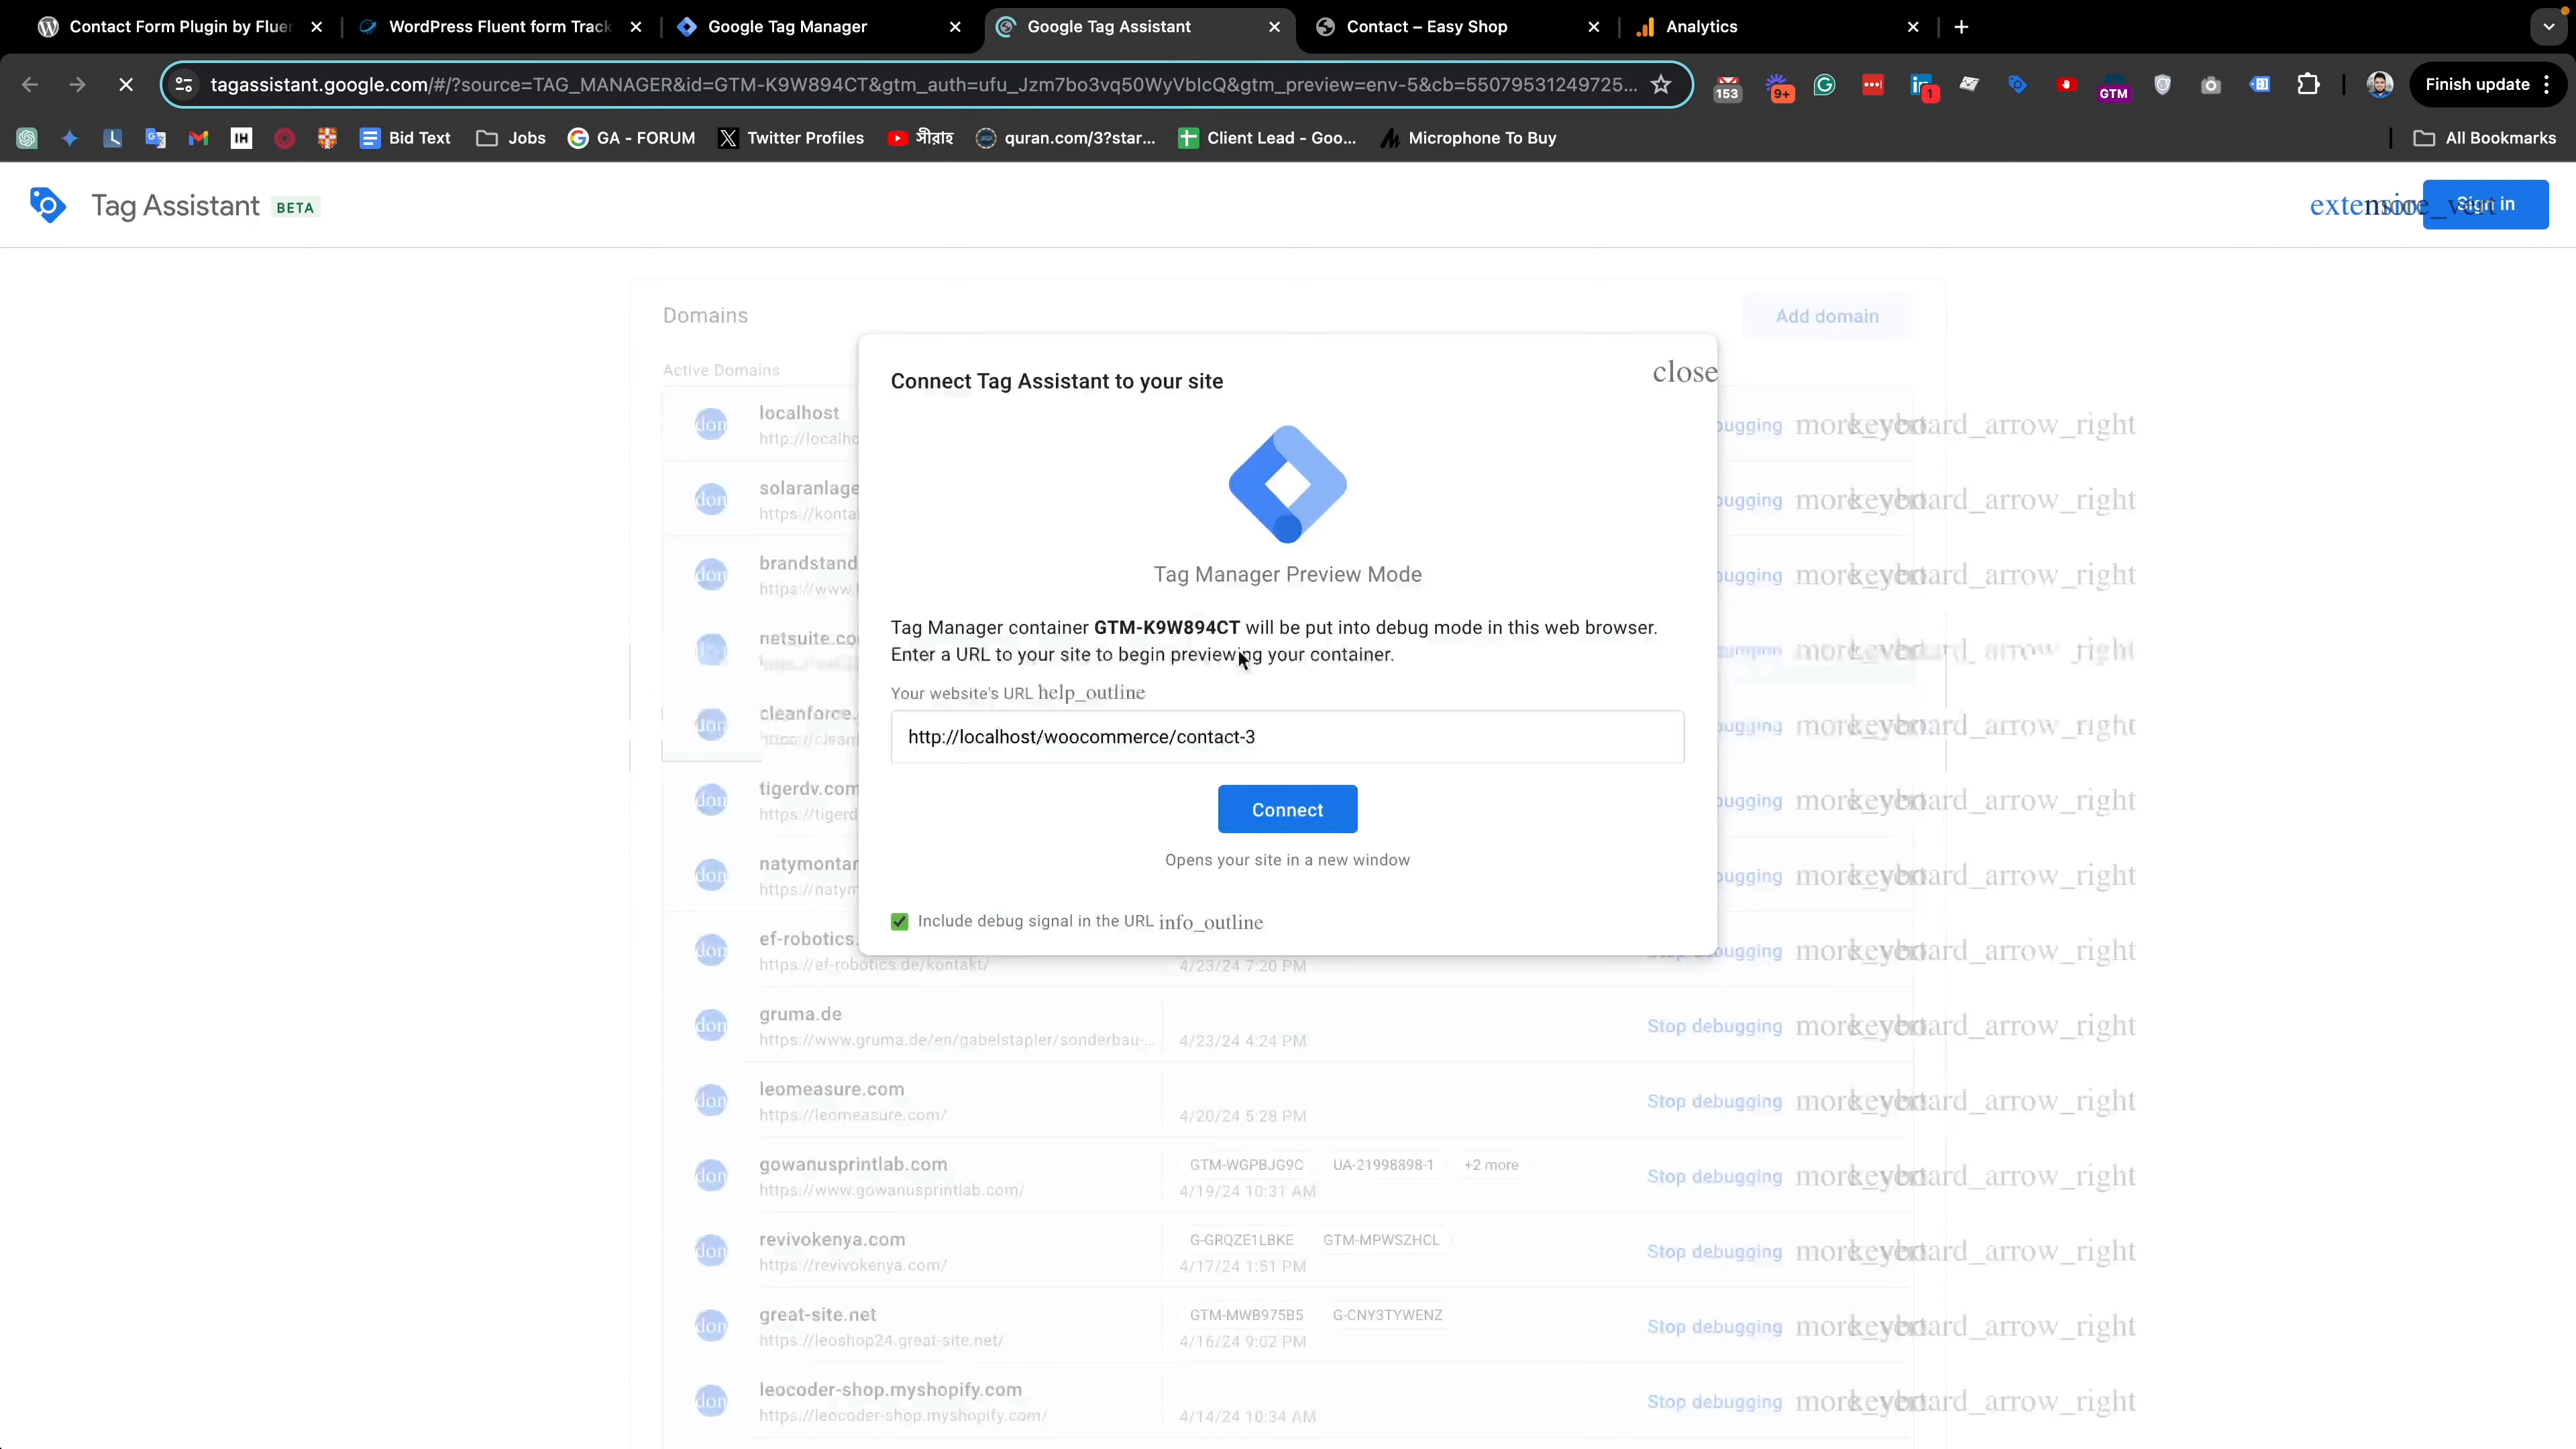 Contact Form Plugin by Fluen
WordPress Fluent form Track
Google Tag Manager
Google Tag Assistant
Contact – Easy Shop
Analytics
tagassistant.google.com/#/?source=TAG_MANAGER&id=GTM-K9W894CT&gtm_auth=ufu_Jzm7bo3vq50WyVbIcQ&gtm_preview=env-5&cb=55079531249725...
153
9+
1
GTM
Finish update
IH
Bid Text
Jobs
GA - FORUM
Twitter Profiles
সীরাহ
quran.com/3?star...
Client Lead - Goo...
Microphone To Buy
All Bookmarks
Tag Assistant BETA
Sign in
Domains
Add domain
Active Domains
Connect Tag Assistant to your site
close
Tag Manager Preview Mode
Tag Manager container GTM-K9W894CT will be put into debug mode in this web browser.
Enter a URL to your site to begin previewing your container.
Your website's URL help_outline
http://localhost/woocommerce/contact-3
Connect
Opens your site in a new window
Include debug signal in the URL info_outline
localhost
http://localho
solaranlage
https://konta
brandstand
https://www.
netsuite.co
cleanforce.
tigerdv.com
https://tigerd
natymontar
https://natym
ef-robotics.
https://ef-robotics.de/kontakt/
4/23/24 7:20 PM
gruma.de
https://www.gruma.de/en/gabelstapler/sonderbau-...
4/23/24 4:24 PM
Stop debugging
leomeasure.com
https://leomeasure.com/
4/20/24 5:28 PM
Stop debugging
gowanusprintlab.com
GTM-WGPBJG9C UA-21998898-1 +2 more
https://www.gowanusprintlab.com/
4/19/24 10:31 AM
Stop debugging
revivokenya.com
G-GRQZE1LBKE GTM-MPWSZHCL
https://revivokenya.com/
4/17/24 1:51 PM
Stop debugging
great-site.net
GTM-MWB975B5 G-CNY3TYWENZ
https://leoshop24.great-site.net/
4/16/24 9:02 PM
Stop debugging
leocoder-shop.myshopify.com
https://leocoder-shop.myshopify.com/
4/14/24 10:34 AM
Stop debugging